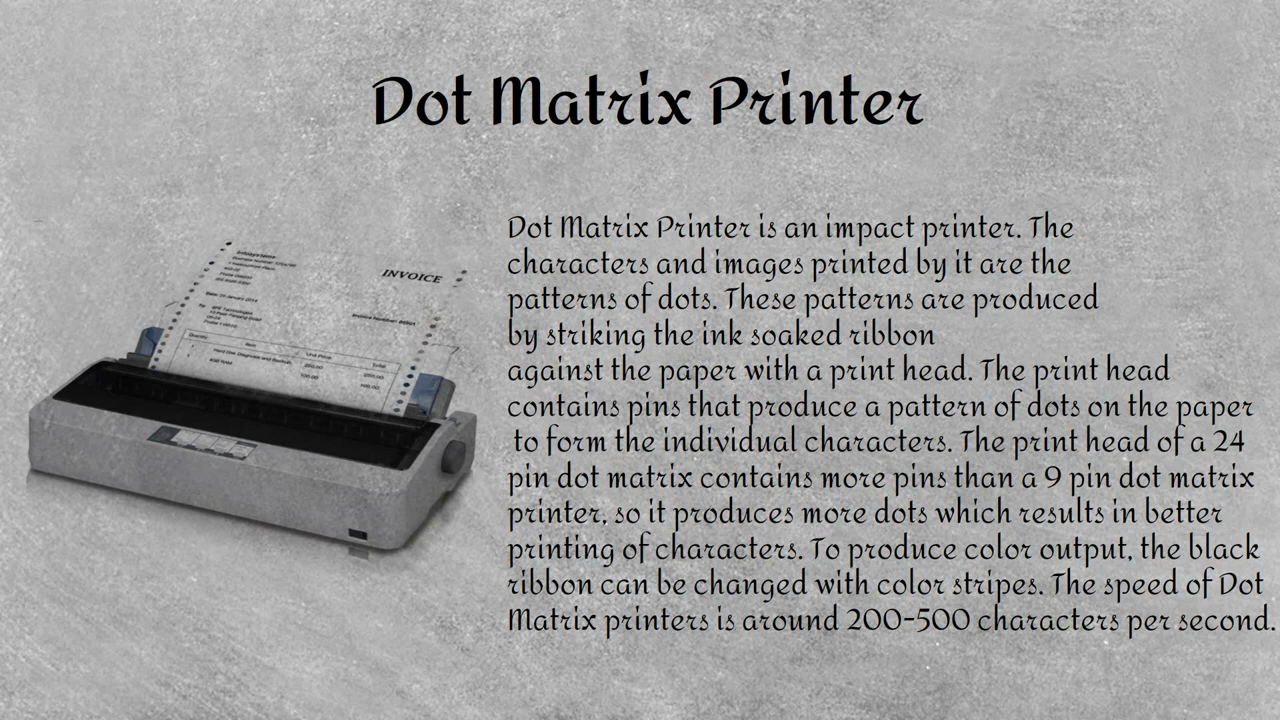 Dot Matrix Printer
INVOICE
Dot Matrix Printer is an impact printer. The
characters and images printed by it are the
patterns of dots. These patterns are produced
by striking the ink soaked ribbon
against the paper with a print head. The print head
contains pins that produce a pattern of dots on the paper
to form the individual characters. The print head of a 24
pin dot matrix contains more pins than a 9 pin dot matrix
printer, so it produces more dots which results in better
printing of characters. To produce color output, the black
ribbon can be changed with color stripes. The speed of Dot
Matrix printers is around 200-500 characters per second.